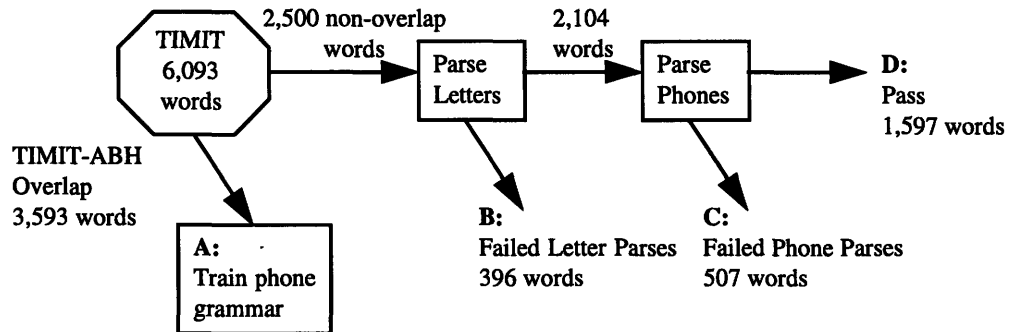 TIMIT
6,093
words
2,500 non-overlap
words
Parse
Letters
2,104
words
Parse
Phones
D:
Pass
1,597 words
TIMIT-ABH
Overlap
3,593 words
A:
Train phone
grammar
B:
Failed Letter Parses
396 words
C:
Failed Phone Parses
507 words